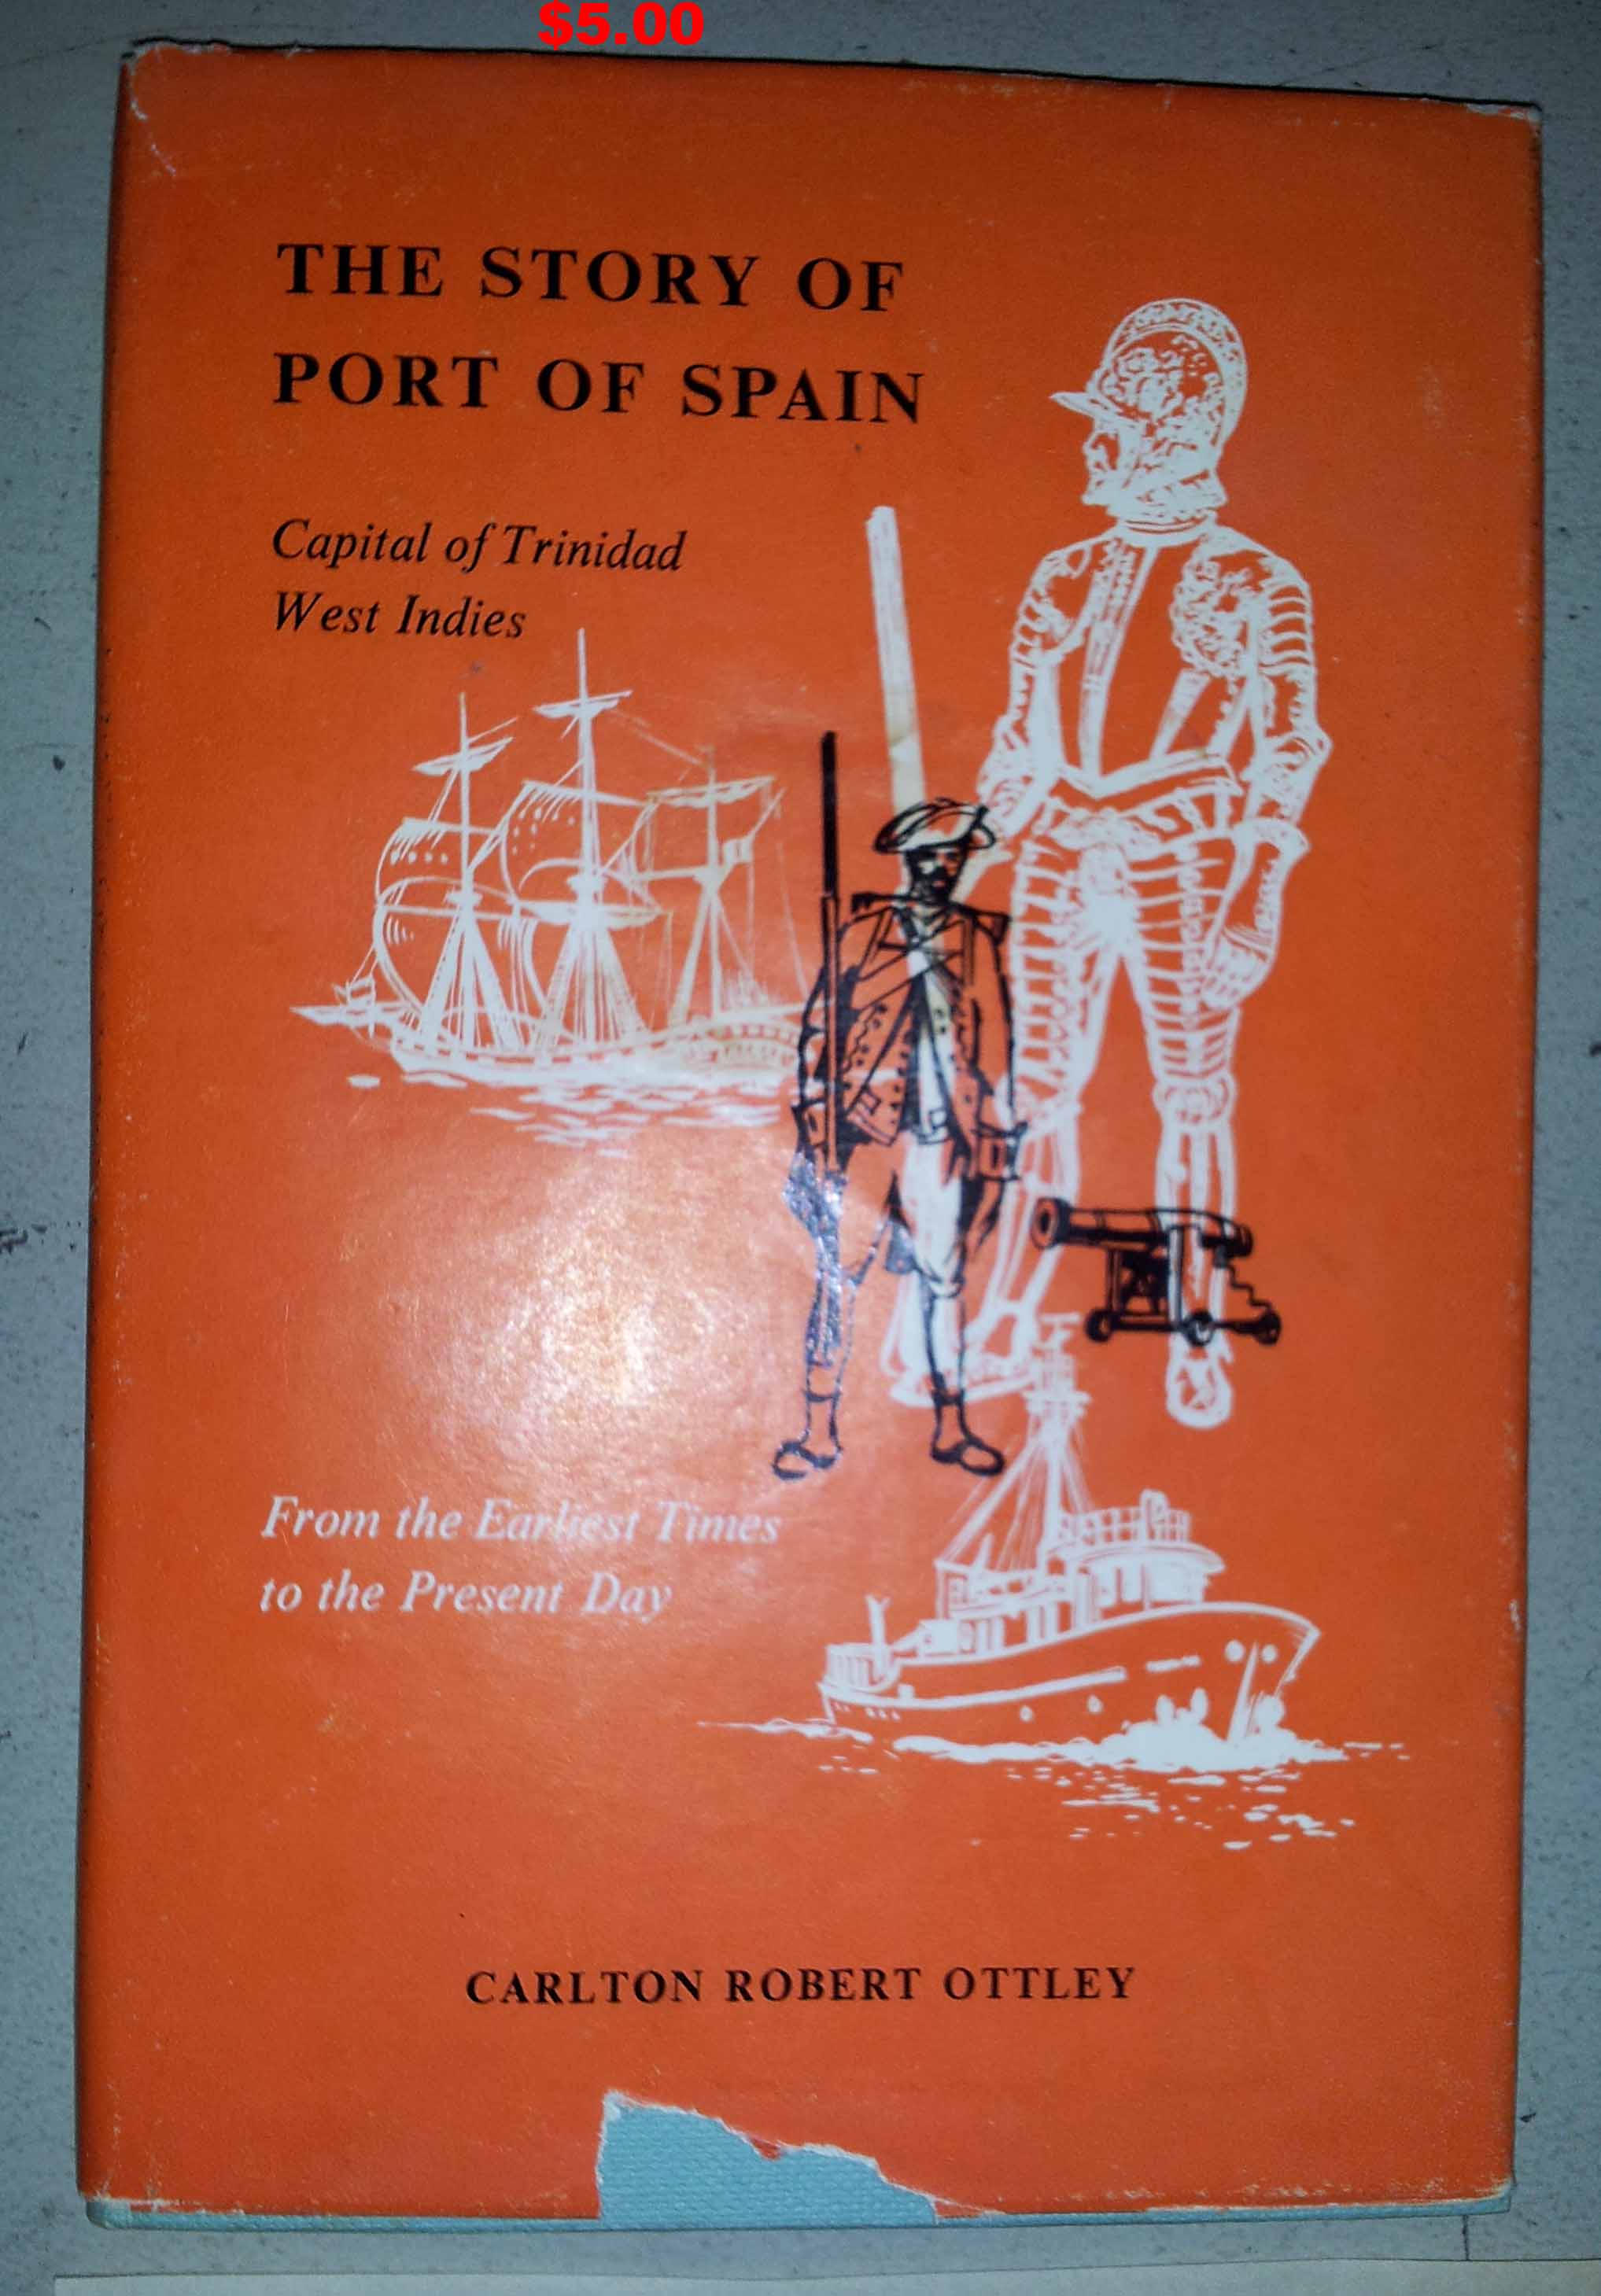 $5.00
THE STORY OF
PORT OF SPAIN
Capital of Trinidad
West Indies
From the Earliest Times
to the Present Day
CARLTON ROBERT OTTLEY